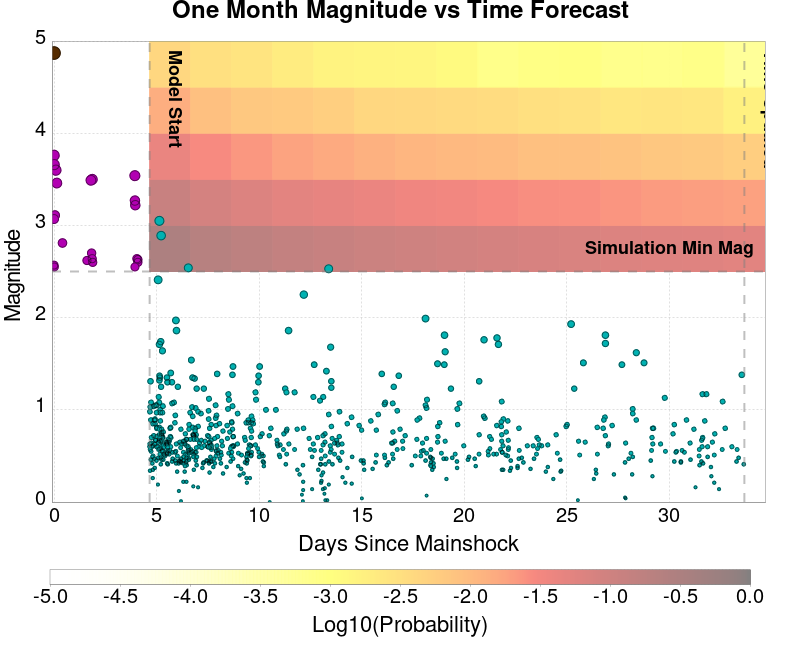 One Month Magnitude vs Time Forecast
5
4
3
2
1
0
Magnitude
Model Start
Simulation Min Mag
0 5 10 15 20 25 30
Days Since Mainshock
-5.0 -4.5 -4.0 -3.5 -3.0 -2.5 -2.0 -1.5 -1.0 -0.5 0.0
Log10(Probability)